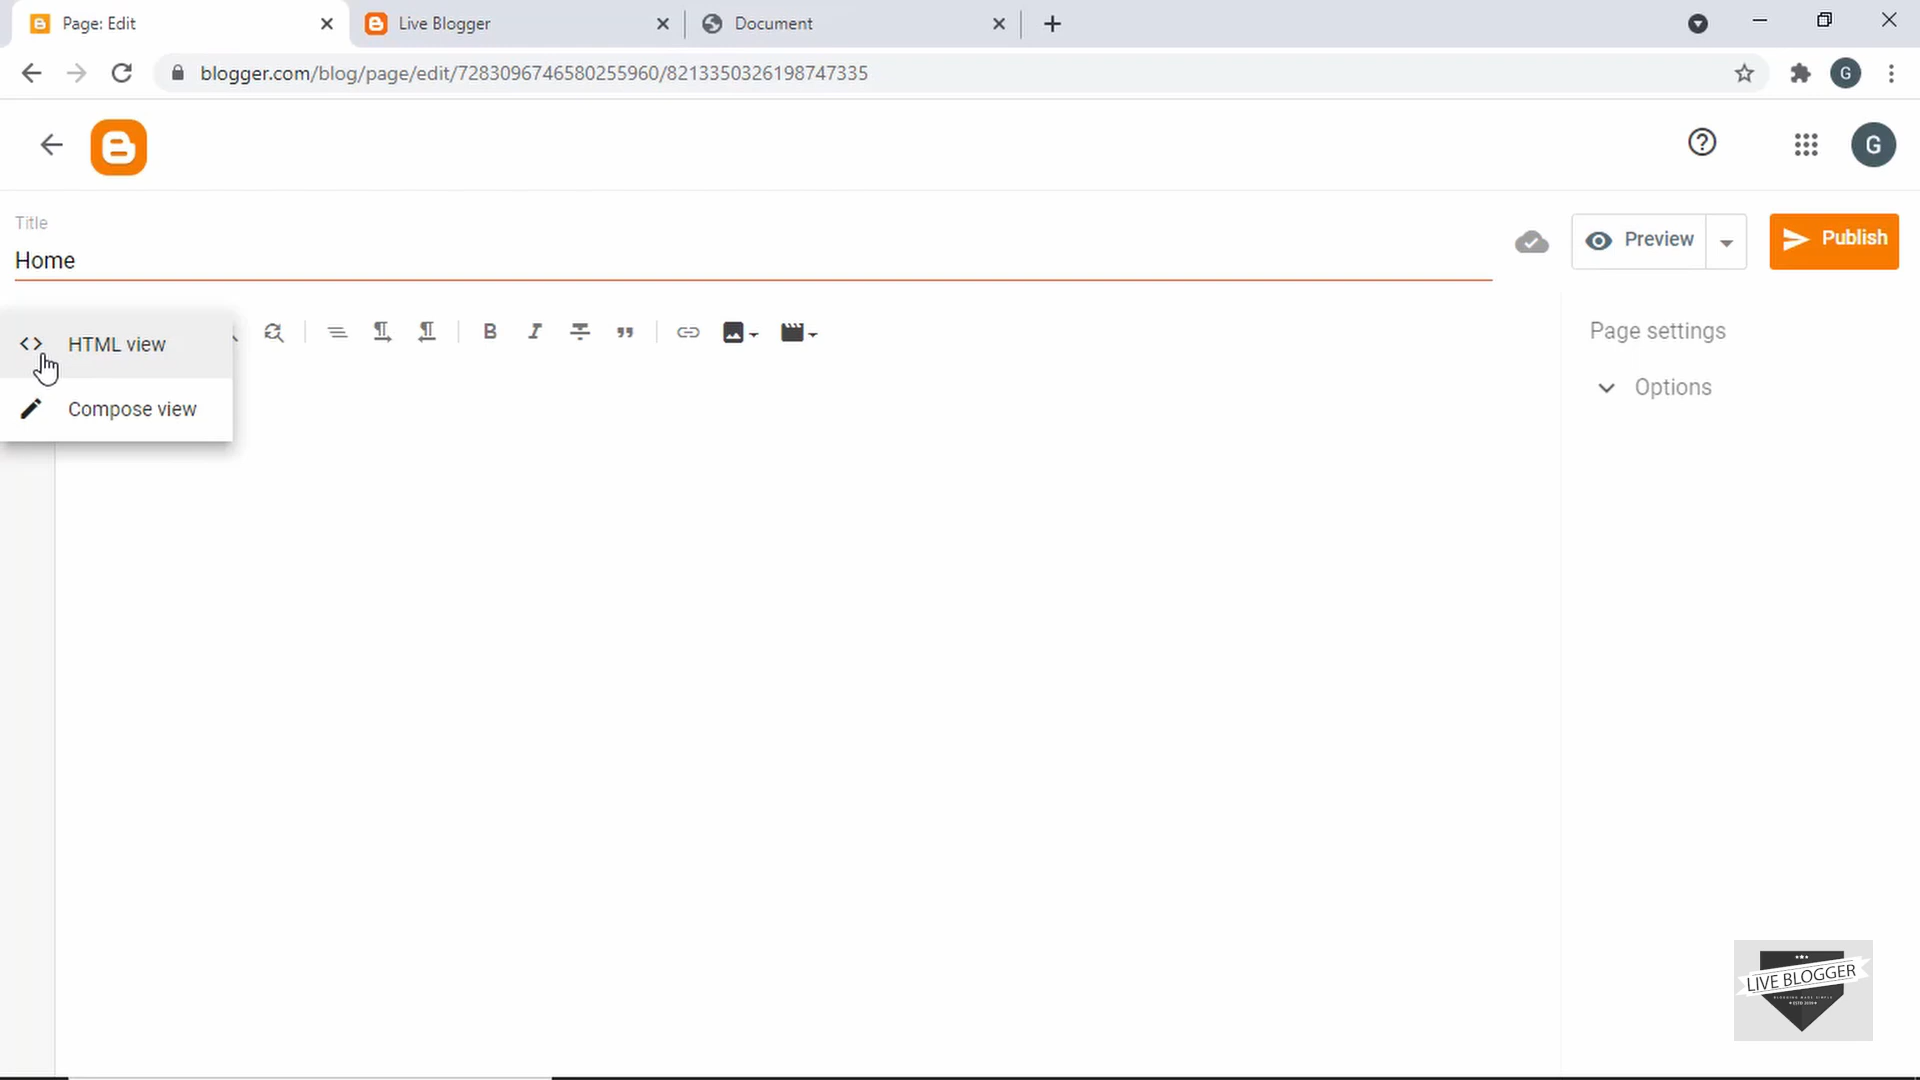 Page: Edit
Live Blogger
Document
blogger.com/blog/page/edit/7283096746580255960/8213350326198747335
G
G
Title
Home
Preview
Publish
HTML view
Compose view
B
I
Page settings
Options
LIVE BLOGGER